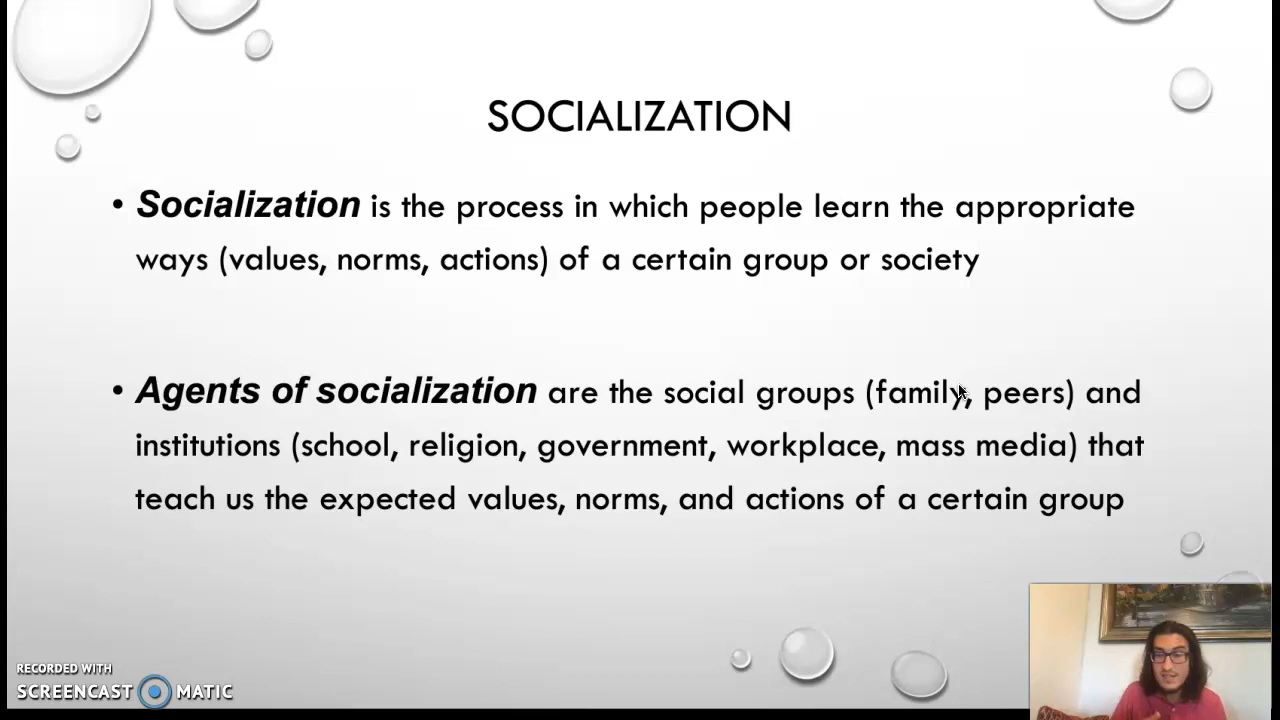 SOCIALIZATION
• Socialization is the process in which people learn the appropriate
ways (values, norms, actions) of a certain group or society
• Agents of socialization are the social groups (family, peers) and
institutions (school, religion, government, workplace, mass media) that
teach us the expected values, norms, and actions of a certain group
RECORDED WITH
SCREENCAST MATIC